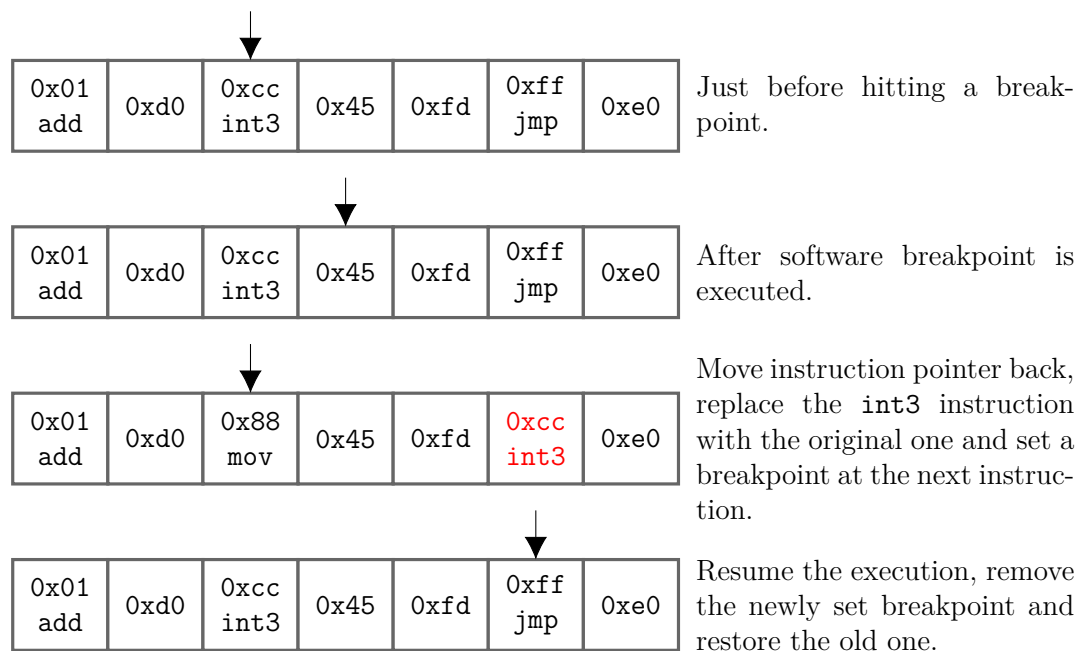 0x01 0xd0 0xcc 0x45 0xfd 0xff 0xe0
add int3 jmp
Just before hitting a break-
point.
0x01 0xd0 0xcc 0x45 0xfd 0xff 0xe0
add int3 jmp
After software breakpoint is
executed.
0x01 0xd0 0x88 0x45 0xfd 0xcc 0xe0
add mov int3
Move instruction pointer back,
replace the int3 instruction
with the original one and set a
breakpoint at the next instruc-
tion.
0x01 0xd0 0xcc 0x45 0xfd 0xff 0xe0
add int3 jmp
Resume the execution, remove
the newly set breakpoint and
restore the old one.